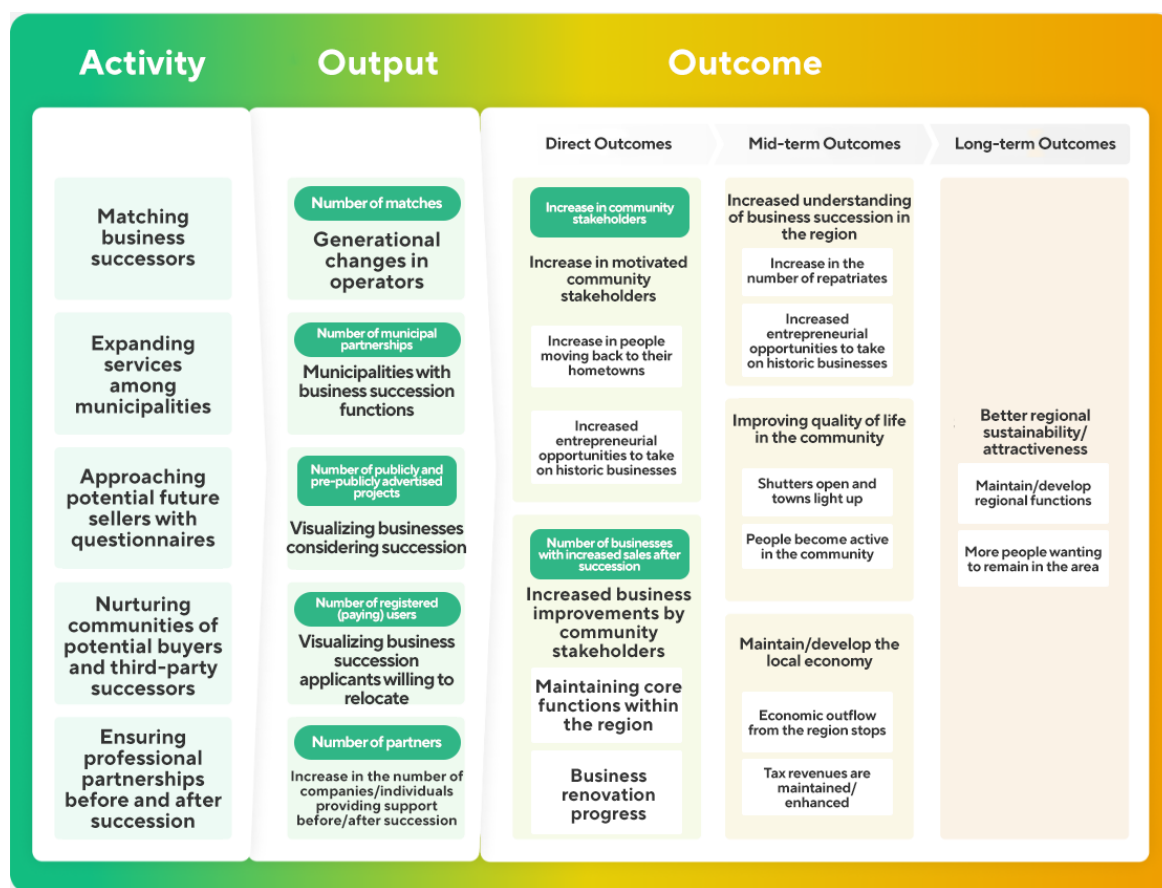 Activity
Output
Outcome
Direct Outcomes
Mid-term Outcomes
Long-term Outcomes
Matching
business
successors
Expanding
services
among
municipalities
Approaching
potential future
sellers with
questionnaires
Nurturing
communities of
potential buyers
and third-party
successors
Ensuring
professional
partnerships
before and after
succession
Number of matches
Generational
changes in
operators
Number of municipal
partnerships
Municipalities with
business succession
functions
Number of publicly and
pre-publicly advertised
projects
Visualizing businesses
considering succession
Number of registered
(paying) users
Visualizing business
succession
applicants willing to
relocate
Number of partners
Increase in the number of
companies/individuals
providing support
before/after succession
Increase in community
stakeholders
Increase in motivated
community
stakeholders
Increase in people
moving back to their
hometowns
Increased
entrepreneurial
opportunities to take
on historic businesses
Number of businesses
with increased sales after
succession
Increased business
improvements by
community
stakeholders
Maintaining core
functions within
the region
Business
renovation
progress
Increased understanding
of business succession in
the region
Increase in the
number of repatriates
Increased
entrepreneurial
opportunities to take
on historic businesses
Improving quality of life
in the community
Shutters open and
towns light up
People become active
in the community
Maintain/develop the
local economy
Economic outflow
from the region stops
Tax revenues are
maintained/
enhanced
Better regional
sustainability/
attractiveness
Maintain/develop
regional functions
More people wanting
to remain in the area